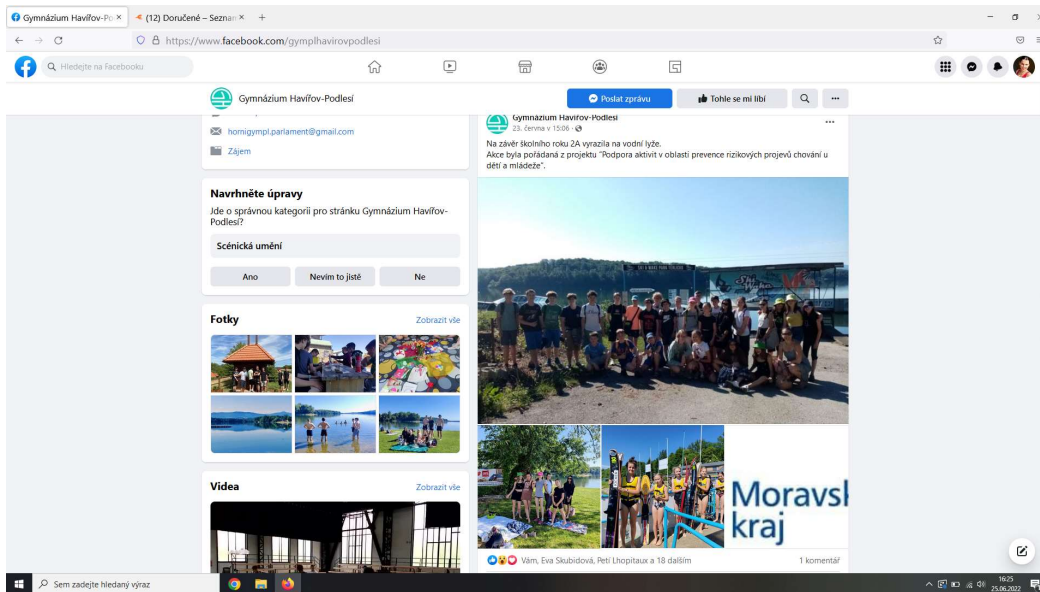 Gymnázium Havířov-Po
(12) Doručené – Seznam
https://www.facebook.com/gymplhavirovpodlesi
Hledejte na Facebooku
Gymnázium Havířov-Podlesí
Poslat zprávu
Tohle se mi líbí
hornigympl.parlament@gmail.com
Zájem
Navrhněte úpravy
Jde o správnou kategorii pro stránku Gymnázium Havířov-
Podlesí?
Scénická umění
Ano
Nevím to jistě
Ne
Fotky
Zobrazit vše
Videa
Zobrazit vše
Gymnázium Havířov-Podlesí
23. června v 15:06
Na závěr školního roku 2A vyrazila na vodní lyže.
Akce byla pořádaná z projektu "Podpora aktivit v oblasti prevence rizikových projevů chování u
dětí a mládeže".
Ski
Wake
Moravsk
kraj
Vám, Eva Skubidová, Petí Lhopitaux a 18 dalším
1 komentář
Sem zadejte hledaný výraz
16:25
25.06.2022